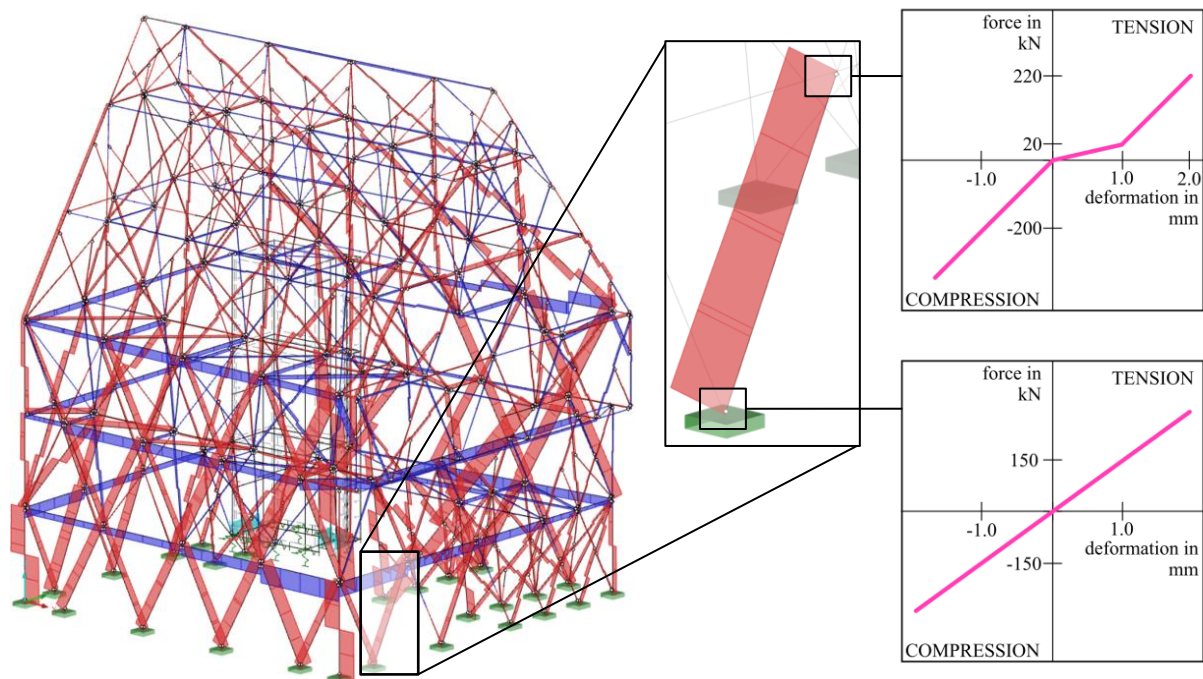 force in
kN
TENSION
220
20
-1.0
1.0
2.0
deformation in
mm
-200
COMPRESSION
force in
kN
TENSION
150
-1.0
1.0
deformation in
mm
-150
COMPRESSION